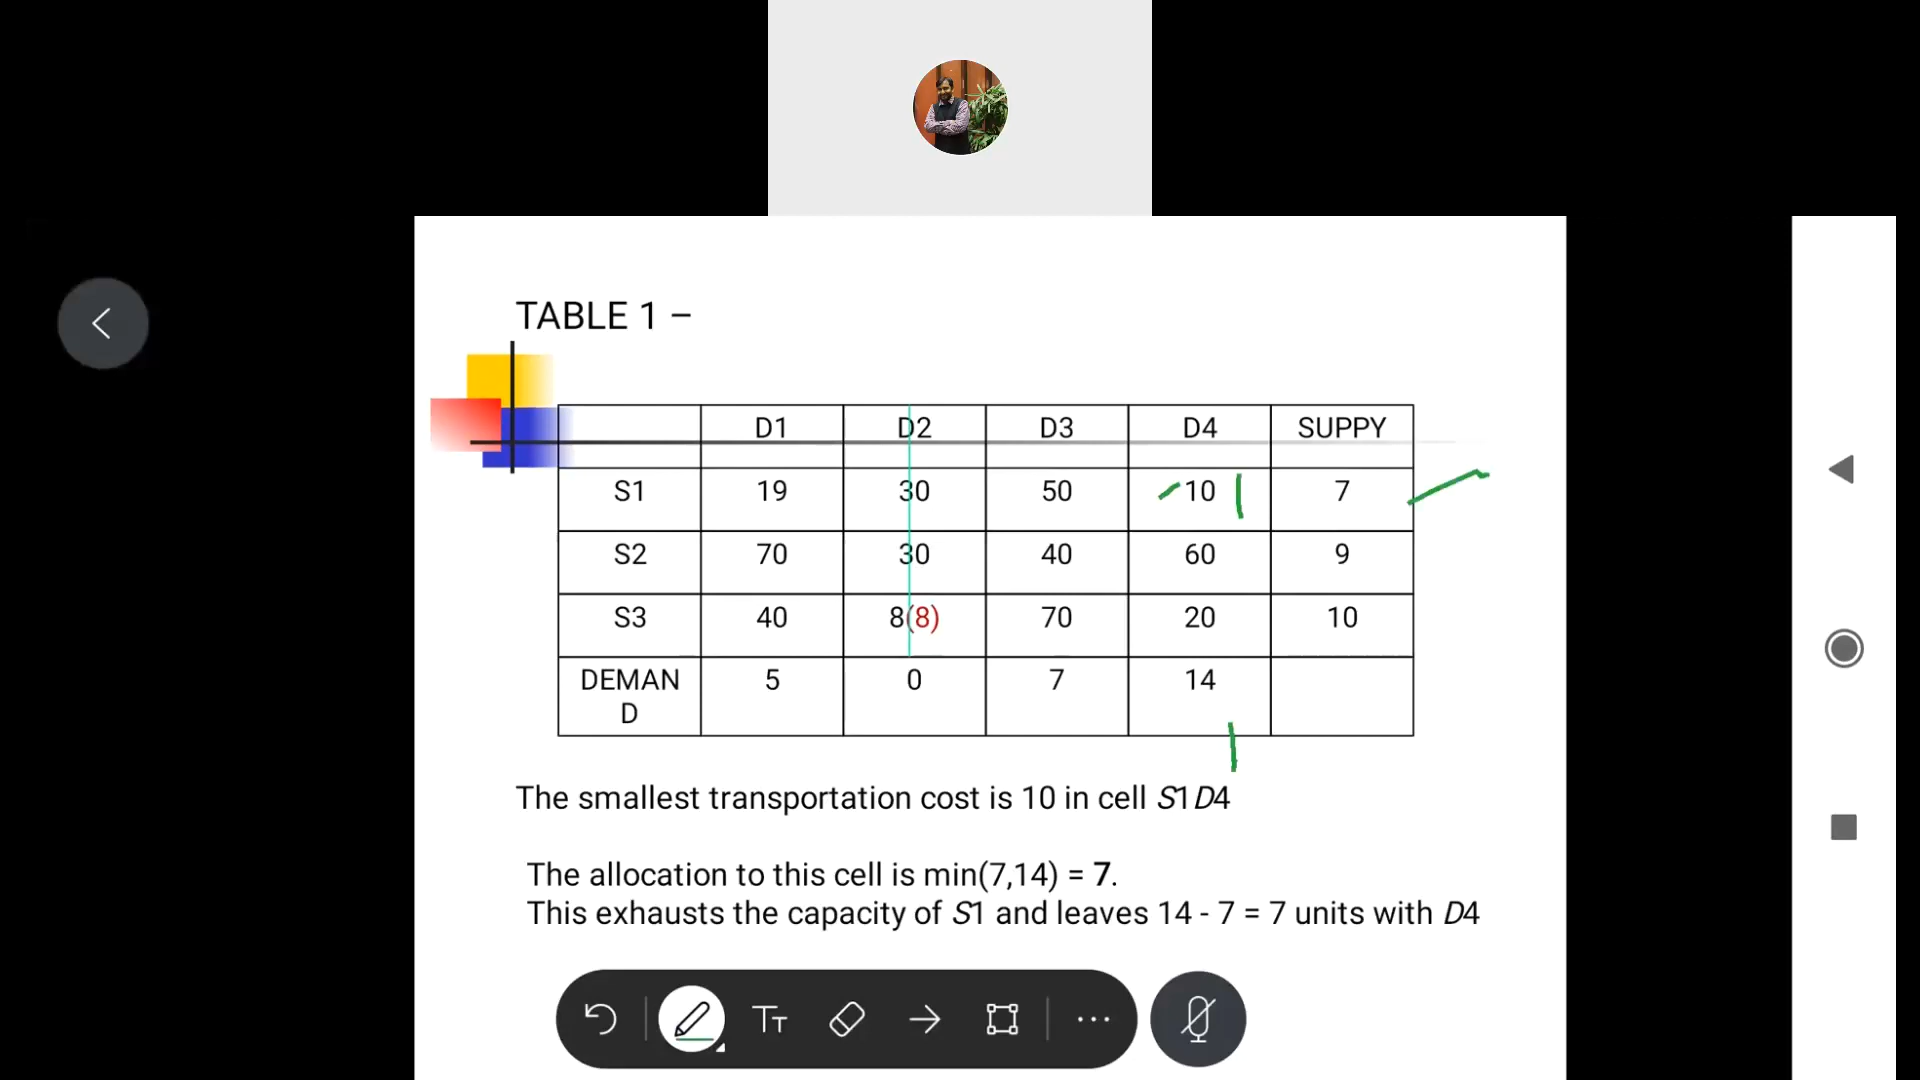 TABLE 1 –
D1 D2 D3 D4 SUPPY
S1 19 30 50 10 7
S2 70 30 40 60 9
S3 40 8(8) 70 20 10
DEMAN
D 5 0 7 14
The smallest transportation cost is 10 in cell S1D4
The allocation to this cell is min(7,14) = 7.
This exhausts the capacity of S1 and leaves 14 - 7 = 7 units with D4